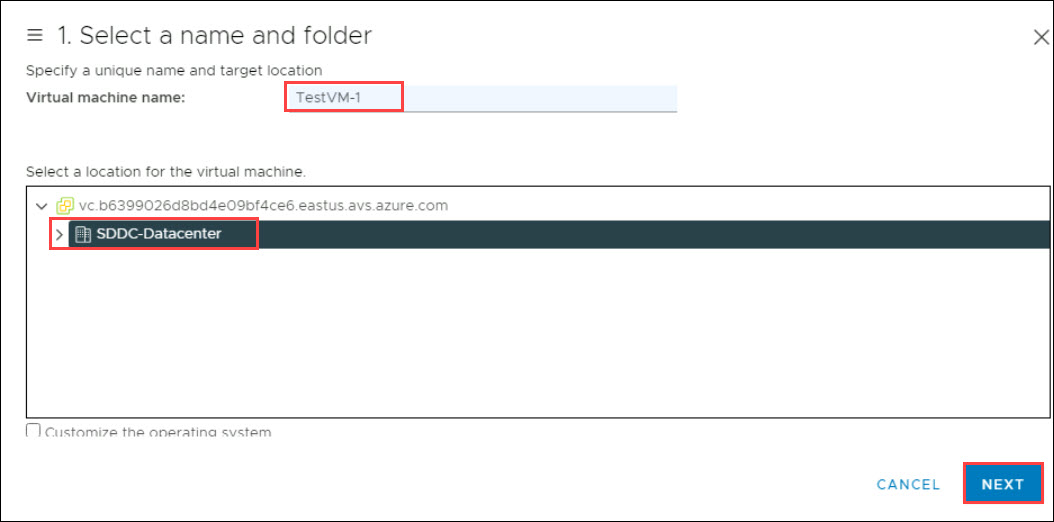 1. Select a name and folder
Specify a unique name and target location
Virtual machine name: TestVM-1
Select a location for the virtual machine.
vc.b6399026d8bd4e09bf4ce6.eastus.avs.azure.com
SDDC-Datacenter
Customize the operating system
CANCEL NEXT